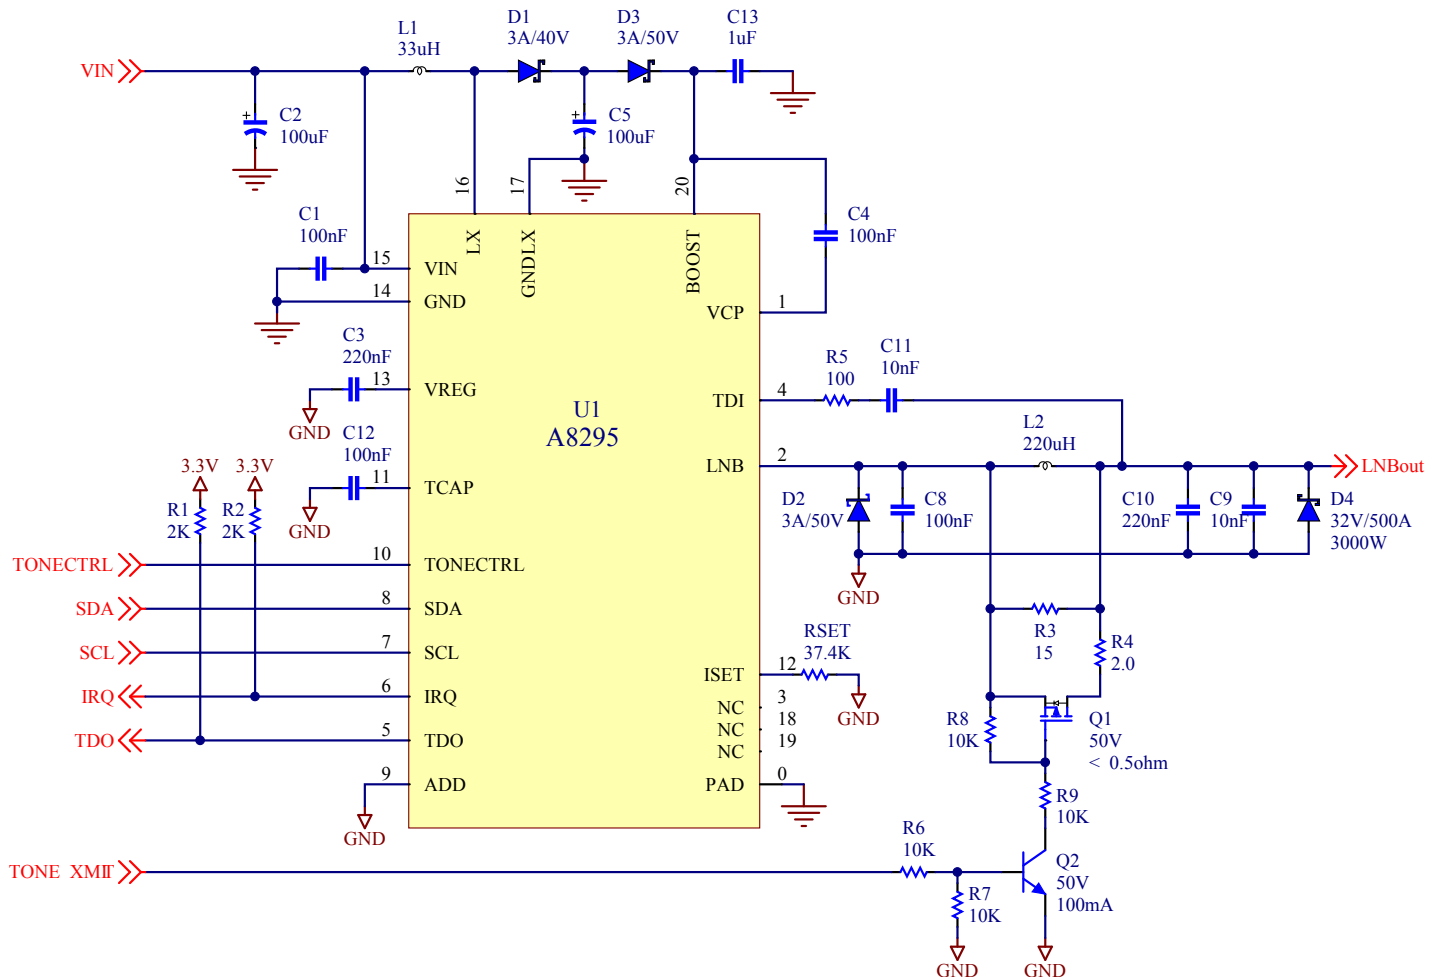 VIN
L1
33uH
D1
3A/40V
D3
3A/50V
C13
1uF
+
C2
100uF
+
C5
100uF
16
17
20
LX
GNDLX
BOOST
C1
100nF
15
VIN
14
GND
C4
100nF
VCP
1
C3
220nF
13
VREG
GND
C12
100nF
11
TCAP
GND
U1
A8295
TDI
4
R5
100
C11
10nF
L2
220uH
LNB
2
LNBout
D2
3A/50V
C8
100nF
C10
220nF
C9
10nF
D4
32V/500A
3000W
GND
3.3V
3.3V
R1
2K
R2
2K
TONECTRL
10
TONECTRL
SDA
8
SDA
SCL
7
SCL
IRQ
6
IRQ
TDO
5
TDO
9
ADD
GND
RSET
37.4K
ISET
12
GND
NC
3
NC
18
NC
19
PAD
0
R3
15
R4
2.0
R8
10K
Q1
50V
< 0.5ohm
R9
10K
TONE XMIT
R6
10K
R7
10K
Q2
50V
100mA
GND
GND